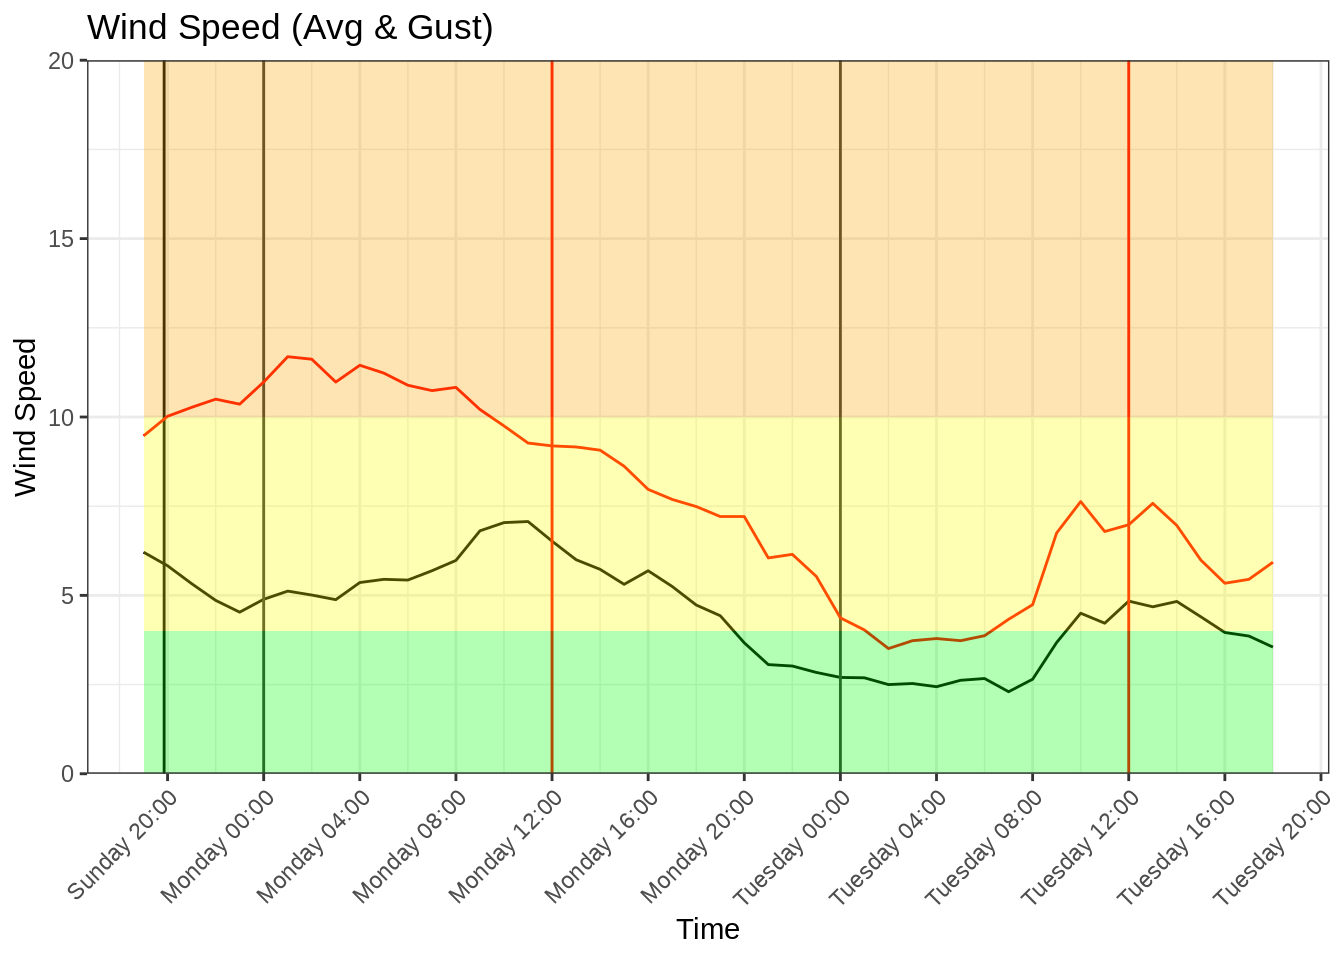 Wind Speed (Avg & Gust)
20
15
10
5
0
Wind Speed
Sunday 20:00
Monday 00:00
Monday 04:00
Monday 08:00
Monday 12:00
Monday 16:00
Monday 20:00
Tuesday 00:00
Tuesday 04:00
Tuesday 08:00
Tuesday 12:00
Tuesday 16:00
Tuesday 20:00
Time